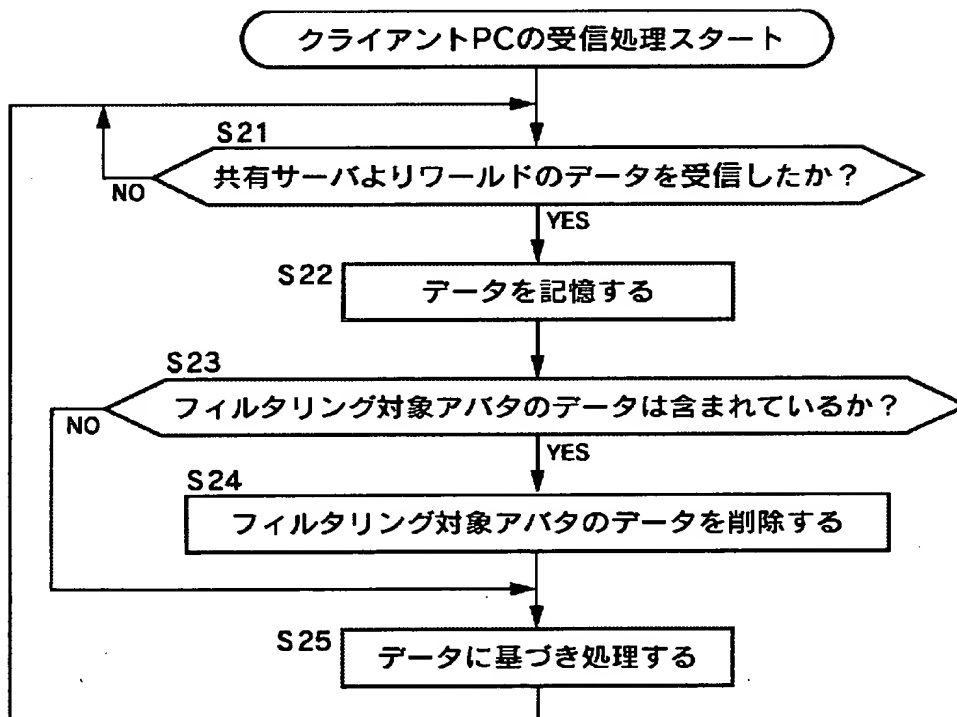 クライアントPCの受信処理スタート
S21
共有サーバよりワールドのデータを受信したか？
NO
YES
S22
データを記憶する
S23
フィルタリング対象アバタのデータは含まれているか？
NO
YES
S24
フィルタリング対象アバタのデータを削除する
S25
データに基づき処理する